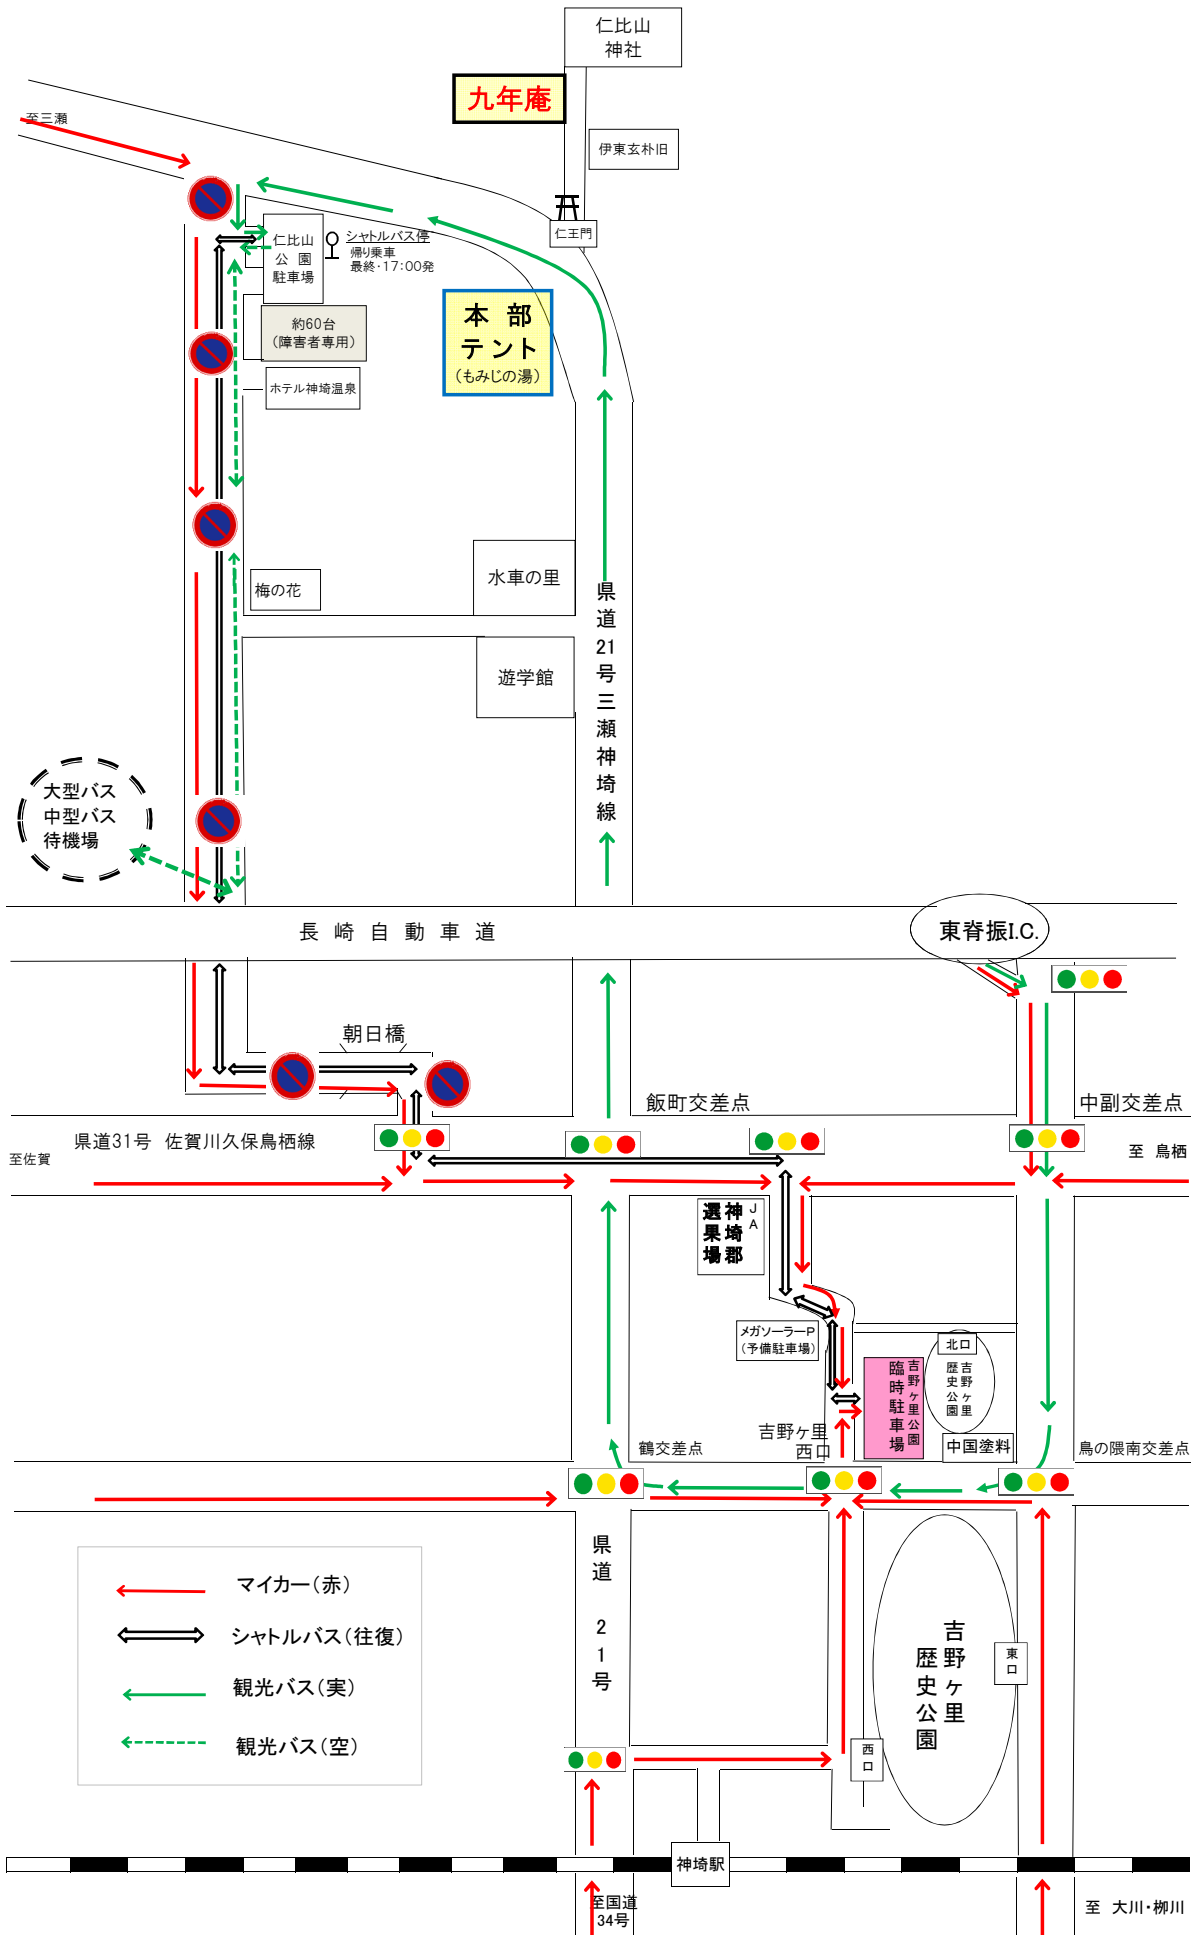 仁比山
神社
九年庵
至三瀬
伊東玄朴旧
仁王門
仁比山
公 園
駐車場
シャトルバス停
帰り乗車
最終・17:00発
本 部
テント
(もみじの湯)
約60台
(障害者専用)
ホテル神埼温泉
水車の里
梅の花
県道21号三瀬神埼線
遊学館
大型バス
中型バス
待機場
長 崎 自 動 車 道
東脊振I.C.
朝日橋
飯町交差点
中副交差点
県道31号 佐賀川久保鳥栖線
至佐賀
至 鳥栖
JA
神埼郡
選果場
メガソーラーP
(予備駐車場)
北口
吉野ヶ里
歴史公園
吉野ヶ里公園
臨時駐車場
吉野ヶ里
西口
中国塗料
鶴交差点
鳥の隈南交差点
県道 21号
マイカー(赤)
シャトルバス(往復)
観光バス(実)
観光バス(空)
吉野ヶ里
歴史公園
東口
西口
神埼駅
至国道
34号
至 大川・柳川